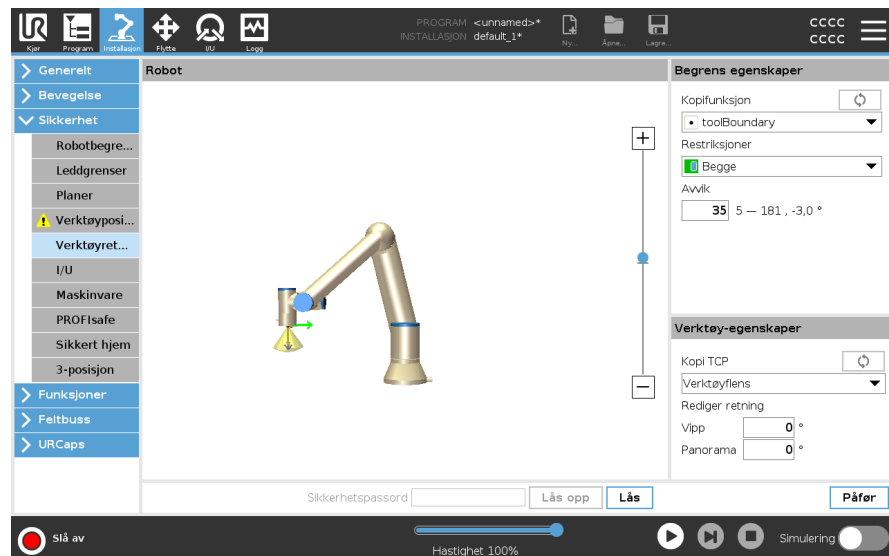 PROGRAM <unnamed>*
INSTALLASJON default_1*
CCCC
CCCC
Kjør Program Installasjon Flytte I/U Logg Ny... Åpne... Lagre...
Generelt
Bevegelse
Sikkerhet
Robotbegre...
Leddgrenser
Planer
Verktøyposi...
Verktøyret...
I/U
Maskinvare
PROFIsafe
Sikkert hjem
3-posisjon
Funksjoner
Feltbuss
URCaps
Robot
Begrens egenskaper
Kopifunksjon
toolBoundary
Restriksjoner
Begge
Avvik
35 5 — 181 , -3,0 °
Verktøy-egenskaper
Kopi TCP
Verktøyflens
Rediger retning
Vipp 0 °
Panorama 0 °
Sikkerhetspassord Lås opp Lås Påfør
Slå av
Hastighet 100%
Simulering